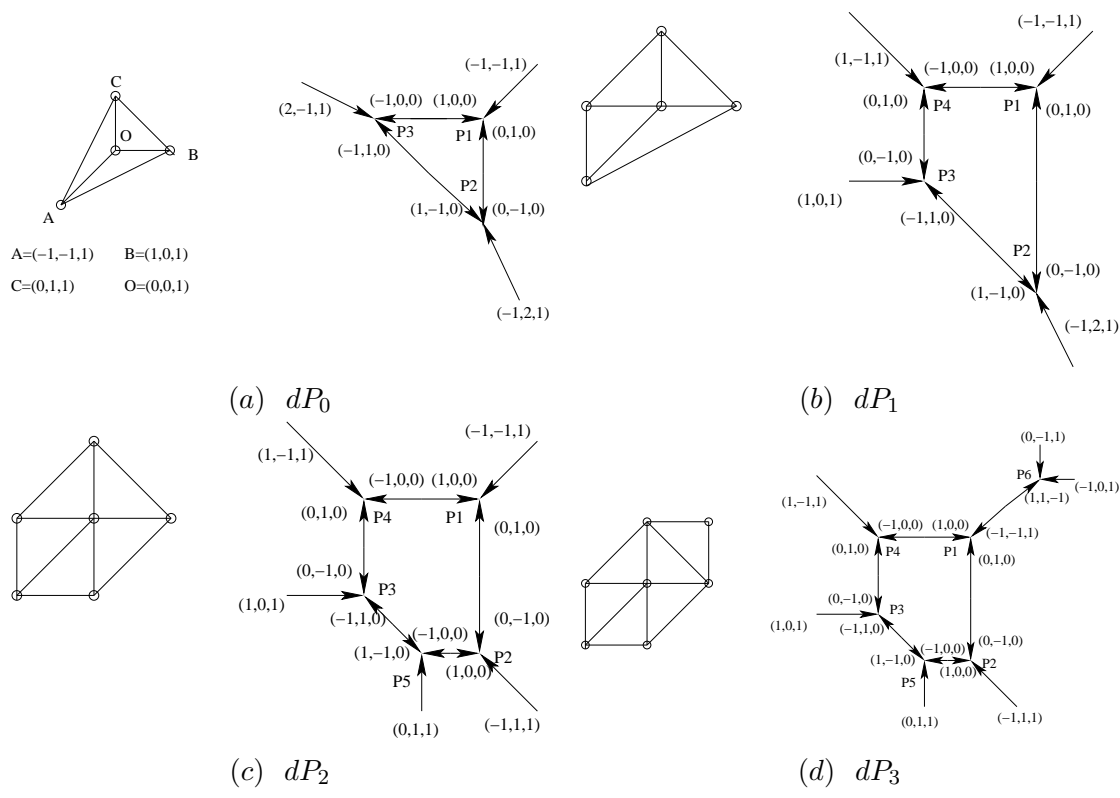 C
O
B
A
A=(−1,−1,1) B=(1,0,1)
C=(0,1,1) O=(0,0,1)
(−1,−1,1)
(2,−1,1)
(−1,0,0) (1,0,0)
P3 P1 (0,1,0)
(−1,1,0)
P2
(1,−1,0) (0,−1,0)
(−1,2,1)
(a) dP₀
(−1,−1,1)
(1,−1,1)
(−1,0,0) (1,0,0)
(0,1,0) P4 P1 (0,1,0)
(0,−1,0)
P3
(1,0,1)
(−1,1,0)
P2
(0,−1,0)
(1,−1,0)
(−1,2,1)
(b) dP₁
(−1,−1,1)
(1,−1,1)
(−1,0,0) (1,0,0)
(0,1,0) P4 P1 (0,1,0)
(0,−1,0)
P3
(1,0,1)
(−1,1,0) (0,−1,0)
(−1,0,0)
(1,−1,0) P2
P5 (1,0,0)
(0,1,1) (−1,1,1)
(c) dP₂
(0,−1,1)
P6
(−1,0,1)
(1,−1,1) (1,1,−1)
(−1,0,0) (1,0,0) (−1,−1,1)
(0,1,0) P4 P1 (0,1,0)
(0,−1,0)
P3
(1,0,1)
(−1,1,0) (0,−1,0)
(−1,0,0)
(1,−1,0) P2
(1,0,0)
P5
(0,1,1) (−1,1,1)
(d) dP₃